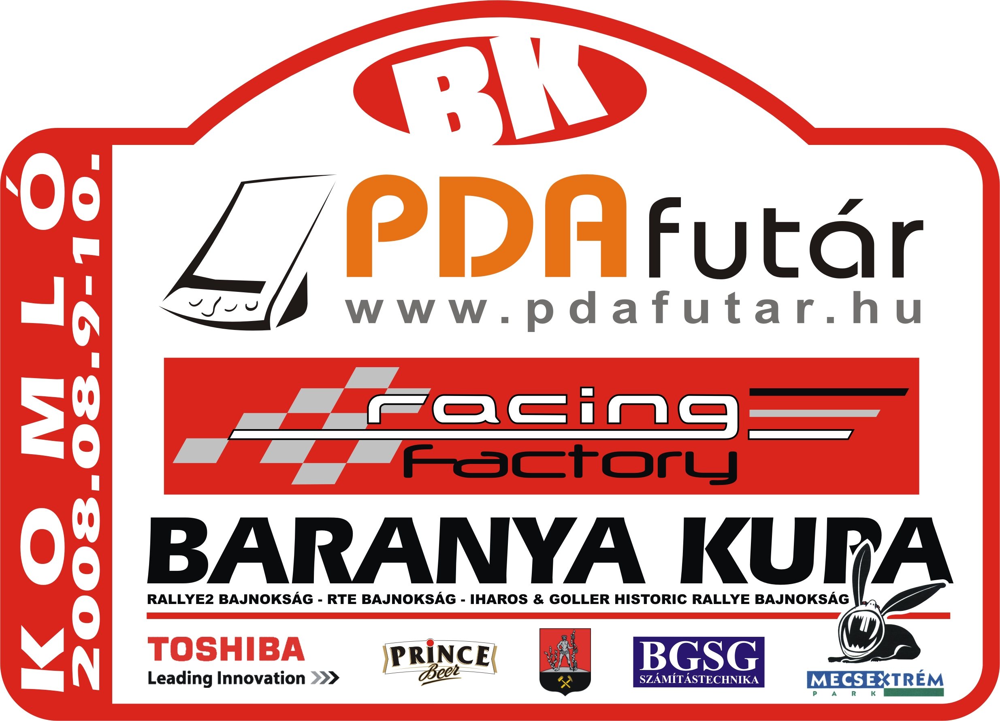 BK
KOMLÓ
2008.08.9-10.
PDAfutár
www.pdafutar.hu
racing
factory
BARANYA KUPA
RALLYE2 BAJNOKSÁG - RTE BAJNOKSÁG - IHAROS & GOLLER HISTORIC RALLYE BAJNOKSÁG
TOSHIBA
Leading Innovation >>>
PRINCE
Beer
BGSG
SZÁMÍTÁSTECHNIKA
MECSEXTRÉM
PARK